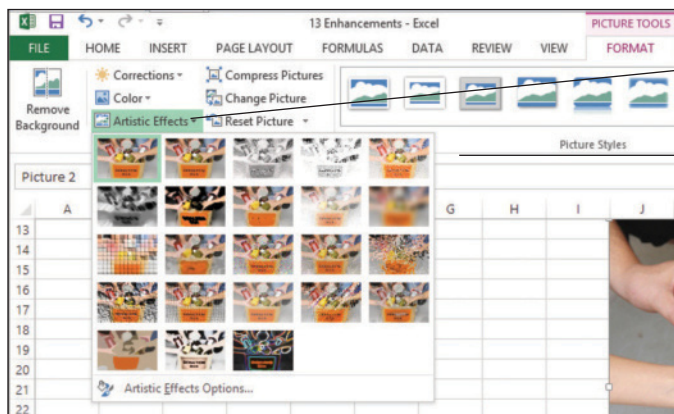 13 Enhancements - Excel
PICTURE TOOLS
FILE HOME INSERT PAGE LAYOUT FORMULAS DATA REVIEW VIEW FORMAT
Remove
Background
Corrections
Color
Artistic Effects
Compress Pictures
Change Picture
Reset Picture
Picture Styles
Picture 2
A G H I J
13
14
15
16
17
18
19
20
21
22
Artistic Effects Options...